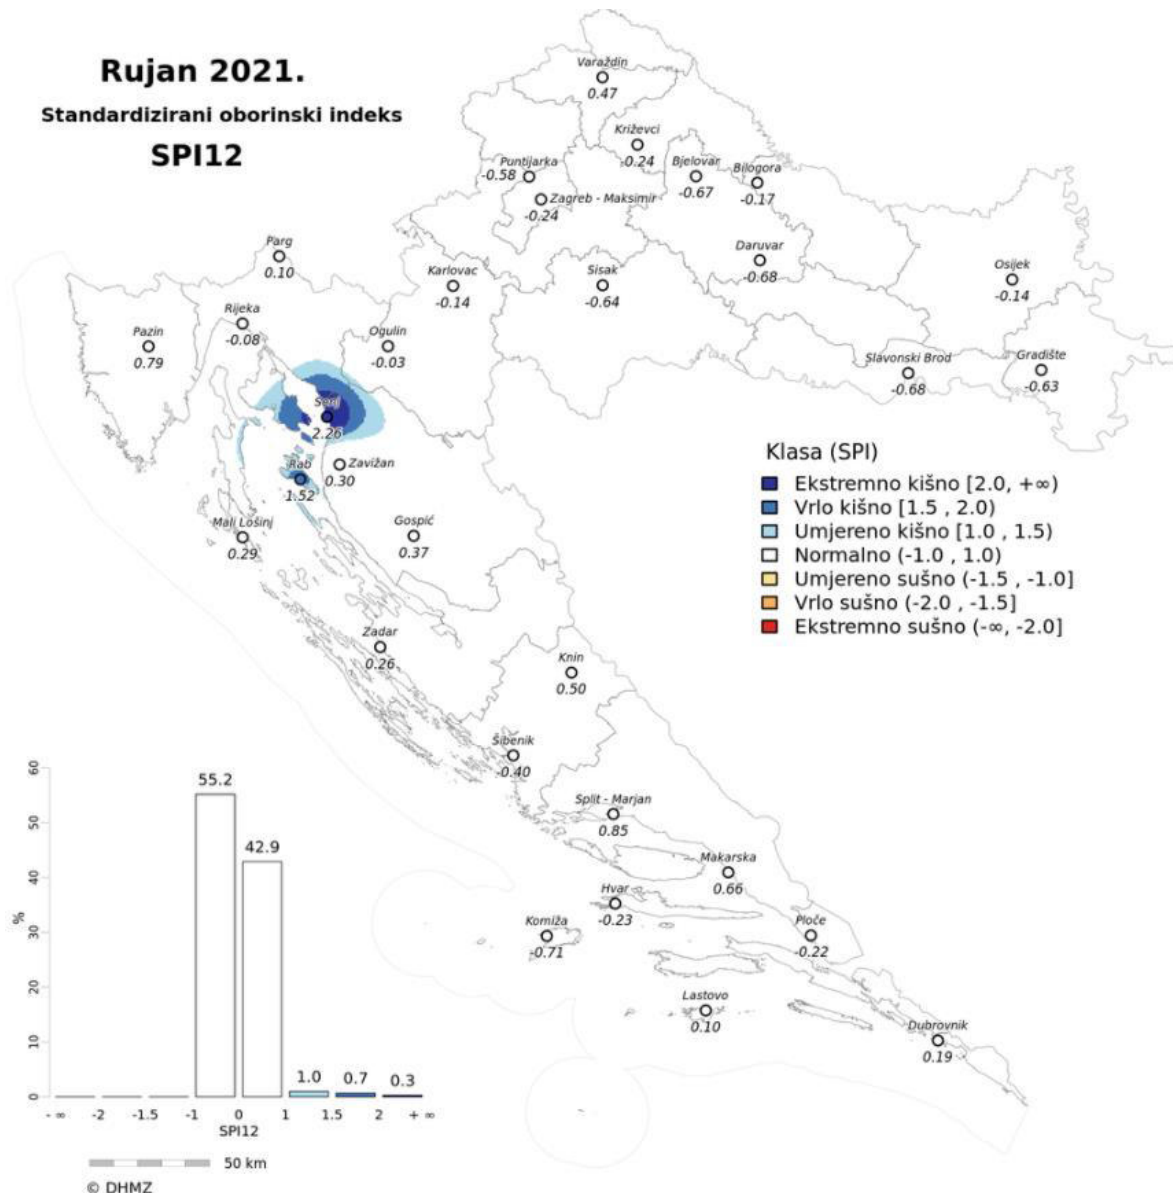 Rujan 2021.
Standardizirani oborinski indeks
SPI12
Varaždin
0.47
Križevci
-0.24
Puntijarka
-0.58
Bjelovar
-0.67
Bilogora
-0.17
Zagreb - Maksimir
-0.24
Parg
0.10
Karlovac
-0.14
Sisak
-0.64
Daruvar
-0.68
Osijek
-0.14
Rijeka
-0.08
Pazin
0.79
Ogulin
-0.03
Slavonski Brod
-0.68
Gradište
-0.63
Senj
2.26
Rab
1.52
Zavižan
0.30
Mali Lošinj
0.29
Gospić
0.37
Klasa (SPI)
Ekstremno kišno [2.0, +∞)
Vrlo kišno [1.5 , 2.0)
Umjereno kišno [1.0 , 1.5)
Normalno (-1.0 , 1.0)
Umjereno sušno (-1.5 , -1.0]
Vrlo sušno (-2.0 , -1.5]
Ekstremno sušno (-∞, -2.0]
Zadar
0.26
Knin
0.50
Šibenik
-0.40
Split - Marjan
0.85
Makarska
0.66
Hvar
-0.23
Komiža
-0.71
Ploče
-0.22
Lastovo
0.10
Dubrovnik
0.19
60
50
40
30
20
10
0
%
55.2
42.9
1.0
0.7
0.3
- ∞ -2 -1.5 -1 0 1 1.5 2 + ∞
SPI12
50 km
© DHMZ